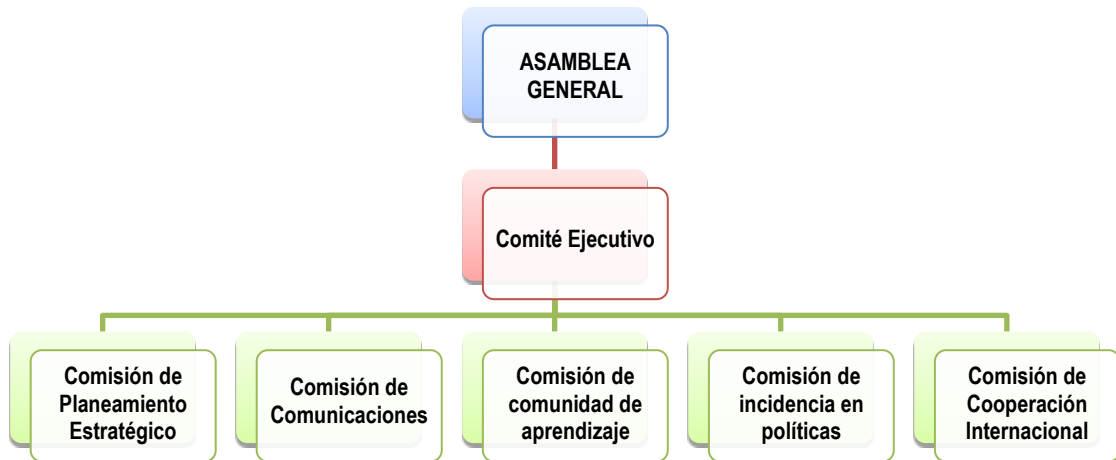 ASAMBLEA
GENERAL
Comité Ejecutivo
Comisión de
Planeamiento
Estratégico
Comisión de
Comunicaciones
Comisión de
comunidad de
aprendizaje
Comisión de
incidencia en
políticas
Comisión de
Cooperación
Internacional